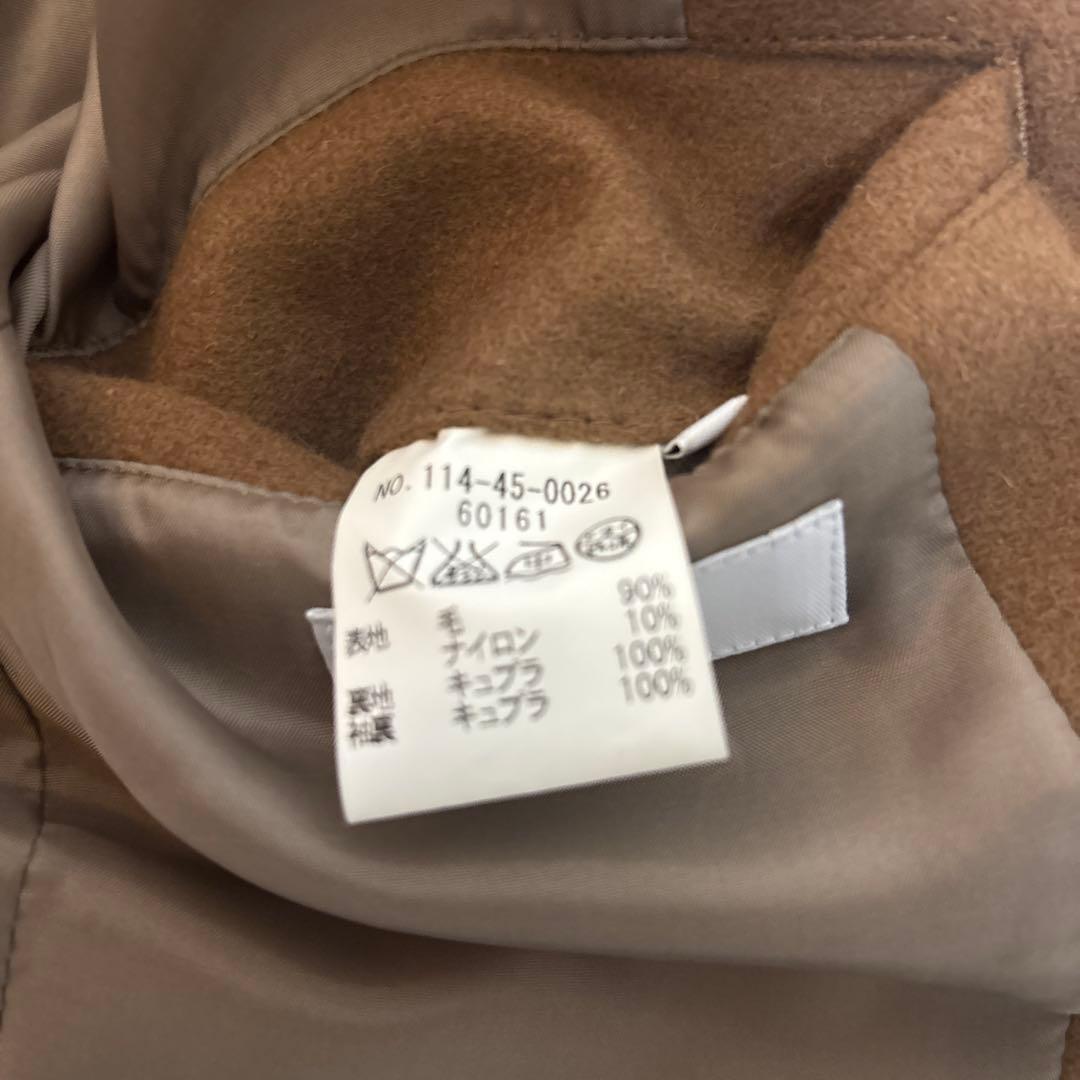 NO. 114-45-0026
60161
表地 毛 90%
ナイロン 10%
裏地 キュプラ 100%
袖裏 キュプラ 100%